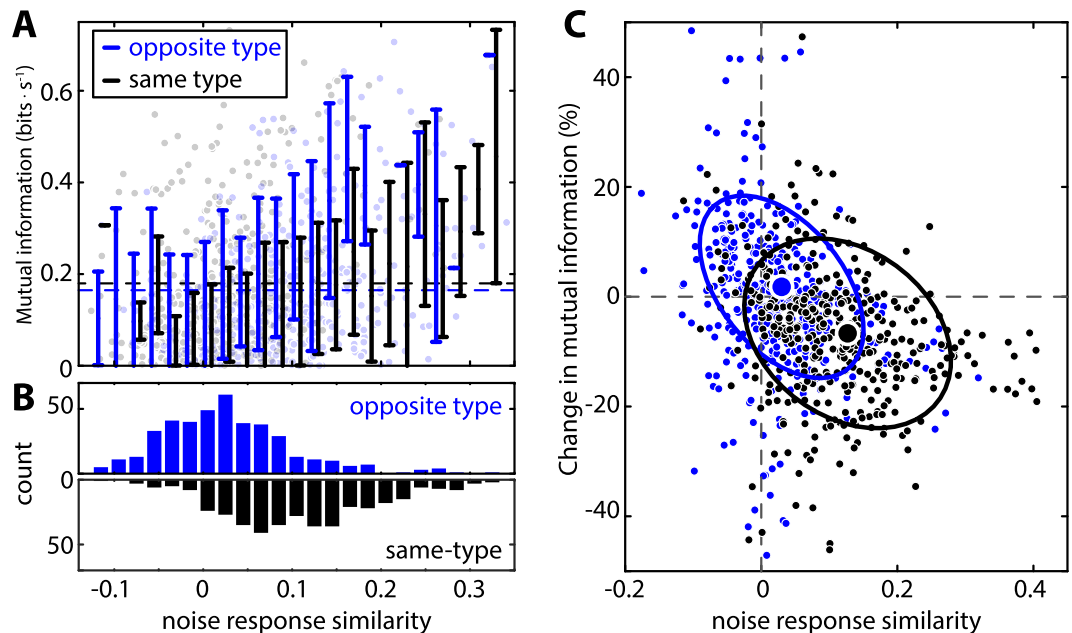 A
opposite type
same type
Mutual information (bits · s⁻¹)
0.6
0.4
0.2
0
B
opposite type
count
50
0
0
50
same-type
-0.1
0
0.1
0.2
0.3
noise response similarity
C
Change in mutual information (%)
40
20
0
-20
-40
-0.2
0
0.2
0.4
noise response similarity